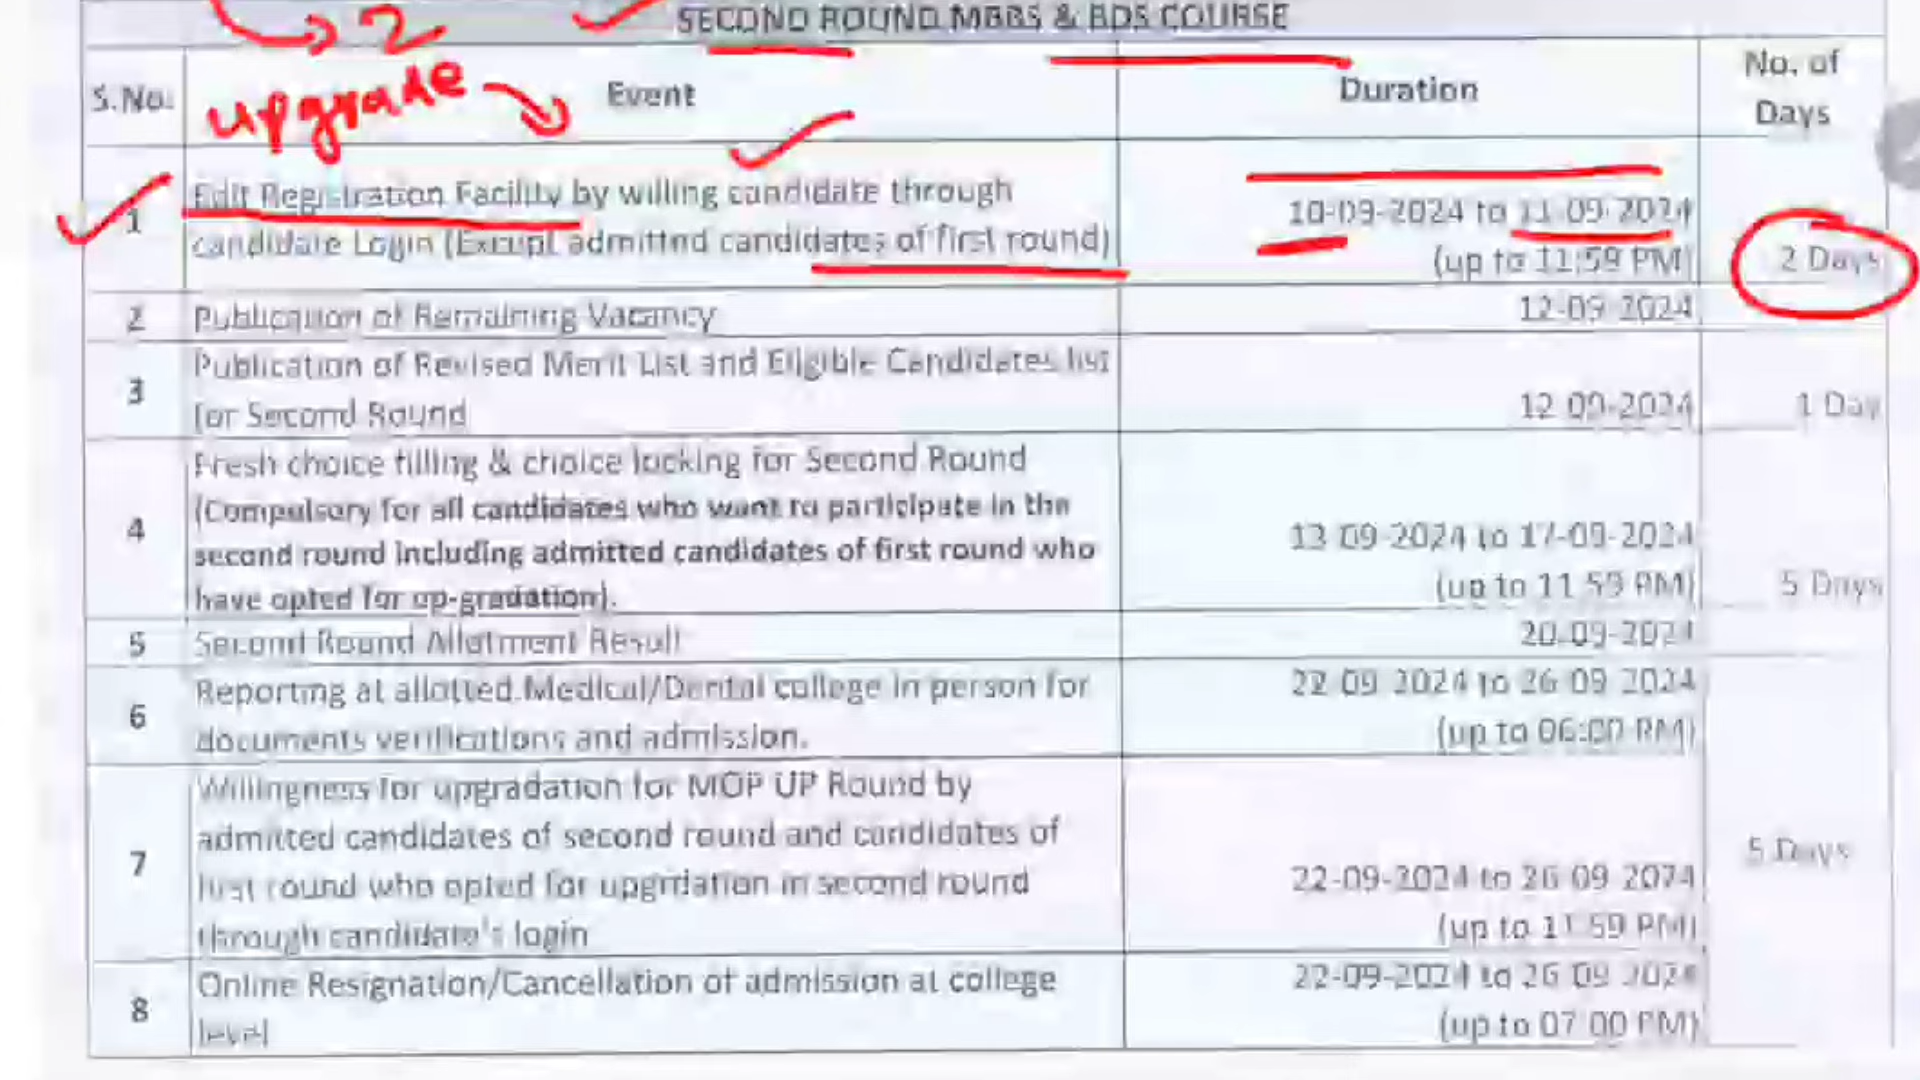 → 2
SECOND ROUND MBBS & BDS COURSE
upgrade
S.No. Event Duration No. of Days
1 Edit Registration Facility by willing candidate through
candidate Login (Except admitted candidates of first round) 10-09-2024 to 11-09-2024
(up to 11:59 PM) 2 Days
2 Publication of Remaining Vacancy 12-09-2024
3 Publication of Revised Merit List and Eligible Candidates list
for Second Round 12-09-2024 1 Day
4 Fresh choice filling & choice locking for Second Round
(Compulsory for all candidates who want to participate in the
second round including admitted candidates of first round who
have opted for up-gradation). 13-09-2024 to 17-09-2024
(up to 11:59 PM) 5 Days
5 Second Round Allotment Result 20-09-2024
6 Reporting at allotted Medical/Dental college in person for
documents verifications and admission. 22-09-2024 to 26-09-2024
(up to 06:00 PM)
7 Willingness for upgradation for MOP UP Round by
admitted candidates of second round and candidates of
first round who opted for upgrdation in second round
through candidate's login 22-09-2024 to 26-09-2024
(up to 11:59 PM) 5 Days
8 Online Resignation/Cancellation of admission at college
level 22-09-2024 to 26-09-2024
(up to 07:00 PM)